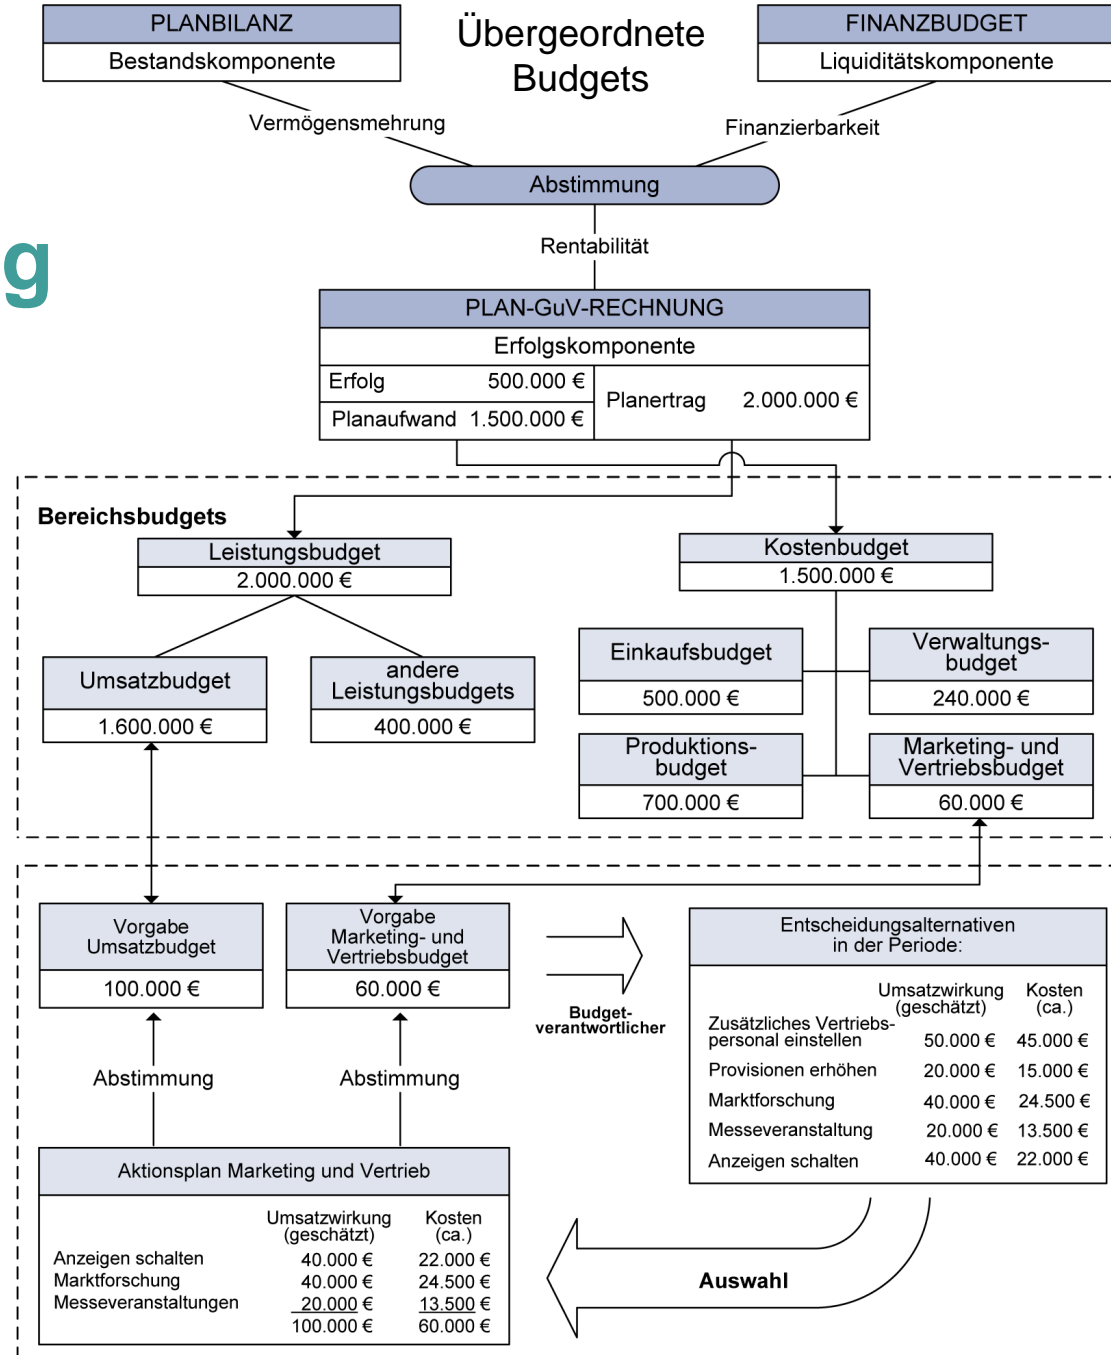 PLANBILANZ
Bestandskomponente
Übergeordnete
Budgets
FINANZBUDGET
Liquiditätskomponente
Vermögensmehrung
Finanzierbarkeit
Abstimmung
Rentabilität
g
PLAN-GuV-RECHNUNG
Erfolgskomponente
Erfolg 500.000 €
Planaufwand 1.500.000 €
Planertrag 2.000.000 €
Bereichsbudgets
Leistungsbudget
2.000.000 €
Kostenbudget
1.500.000 €
Umsatzbudget
1.600.000 €
andere
Leistungsbudgets
400.000 €
Einkaufsbudget
500.000 €
Verwaltungs-
budget
240.000 €
Produktions-
budget
700.000 €
Marketing- und
Vertriebsbudget
60.000 €
Vorgabe
Umsatzbudget
100.000 €
Vorgabe
Marketing- und
Vertriebsbudget
60.000 €
Budget-
verantwortlicher
Entscheidungsalternativen
in der Periode:
Umsatzwirkung Kosten
(geschätzt) (ca.)
Zusätzliches Vertriebs-
personal einstellen 50.000 € 45.000 €
Provisionen erhöhen 20.000 € 15.000 €
Marktforschung 40.000 € 24.500 €
Messeveranstaltung 20.000 € 13.500 €
Anzeigen schalten 40.000 € 22.000 €
Abstimmung
Abstimmung
Aktionsplan Marketing und Vertrieb
Umsatzwirkung Kosten
(geschätzt) (ca.)
Anzeigen schalten 40.000 € 22.000 €
Marktforschung 40.000 € 24.500 €
Messeveranstaltungen 20.000 € 13.500 €
100.000 € 60.000 €
Auswahl